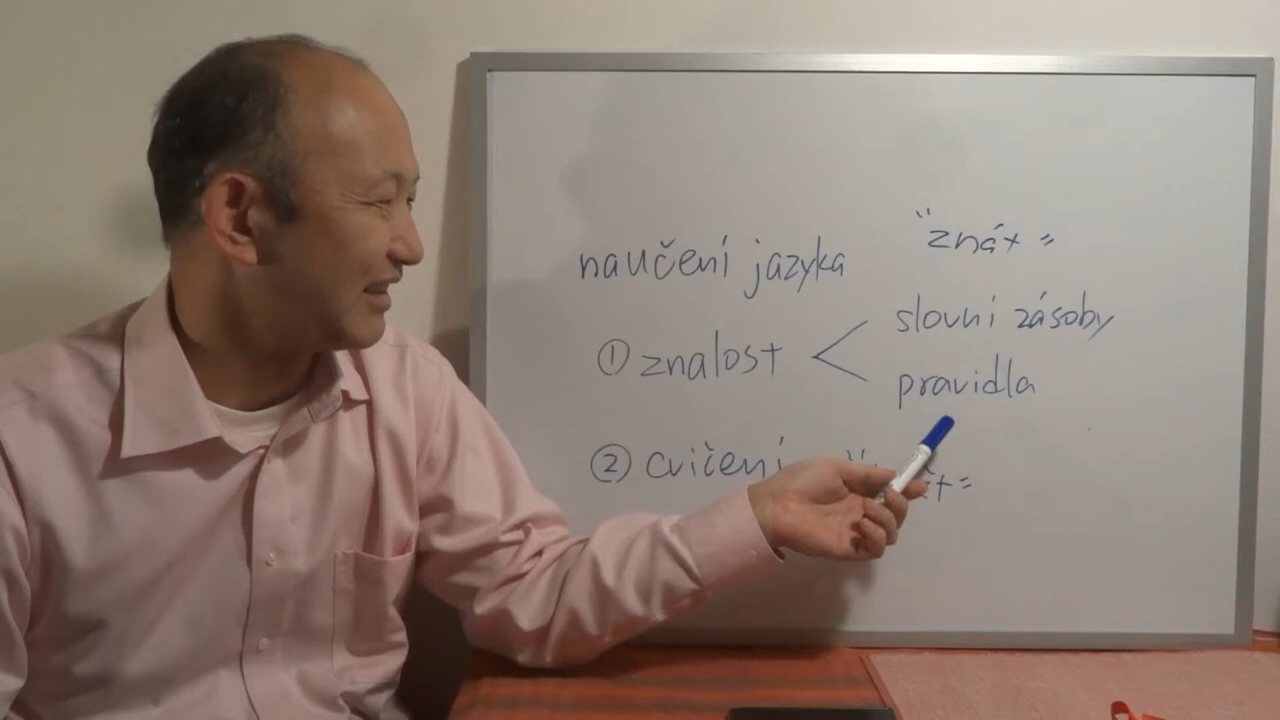 naučení jazyka
"znát"
① znalost <
slovní zásoby
pravidla
② cvičení